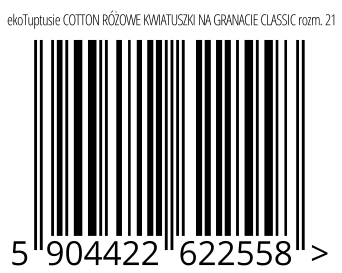 ekoTuptusie COTTON RÓŻOWE KWIATUSZKI NA GRANACIE CLASSIC rozm. 21
5 904422 622558 >